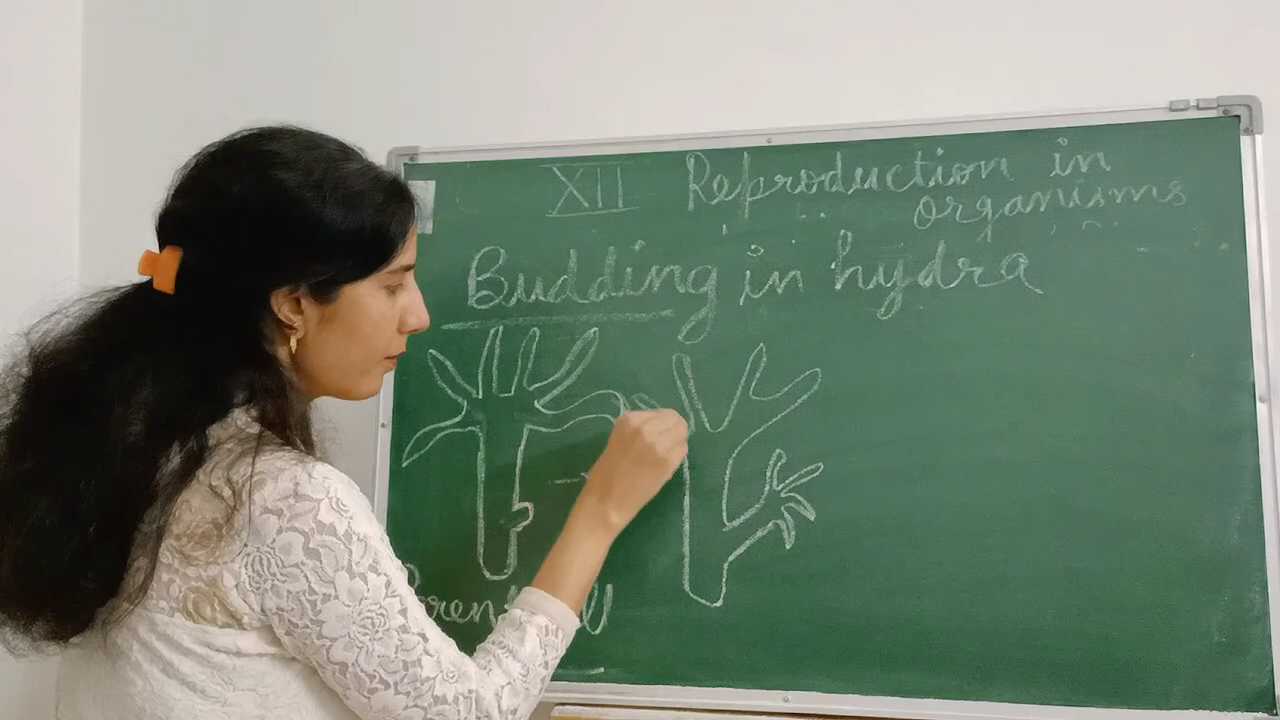 XII Reproduction in
organisms
Budding in hydra